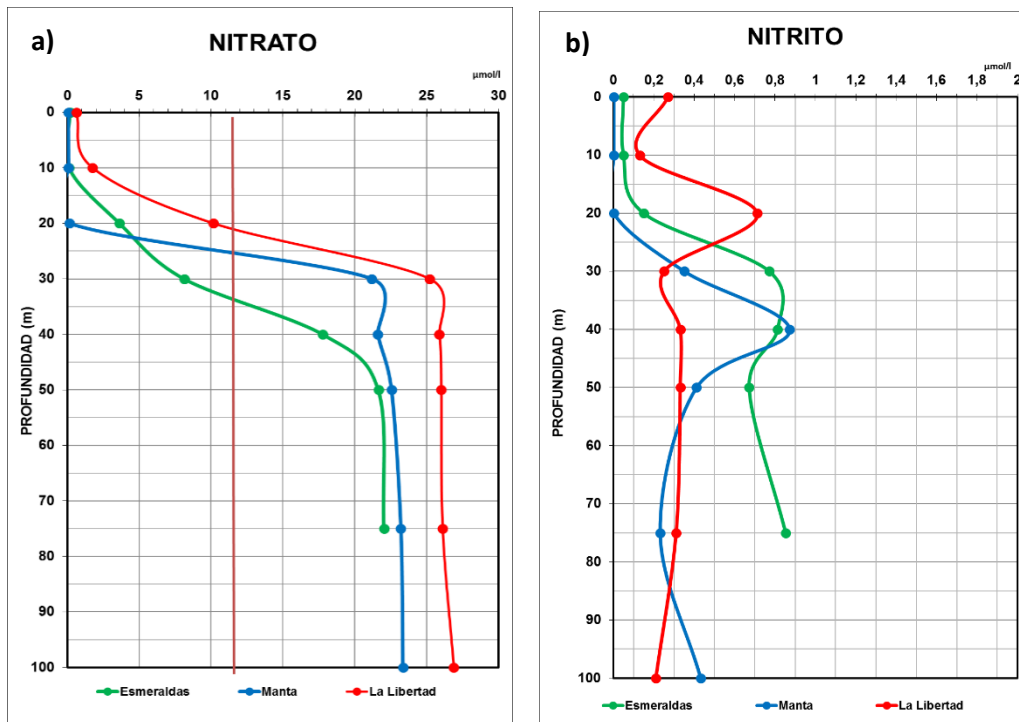 a)
NITRATO
µmol/l
0 5 10 15 20 25 30
0
10
20
30
40
50
60
70
80
90
100
PROFUNDIDAD (m)
Esmeraldas Manta La Libertad
b)
NITRITO
µmol/l
0 0,2 0,4 0,6 0,8 1 1,2 1,4 1,6 1,8 2
0
10
20
30
40
50
60
70
80
90
100
PROFUNDIDAD (m)
Esmeraldas Manta La Libertad